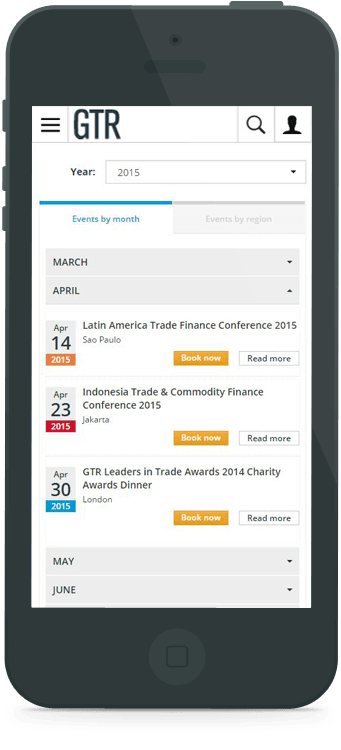 GTR
Year: 2015
Events by month Events by region
MARCH
APRIL
Apr
14
2015
Latin America Trade Finance Conference 2015
Sao Paulo
Book now Read more
Apr
23
2015
Indonesia Trade & Commodity Finance
Conference 2015
Jakarta
Book now Read more
Apr
30
2015
GTR Leaders in Trade Awards 2014 Charity
Awards Dinner
London
Book now Read more
MAY
JUNE